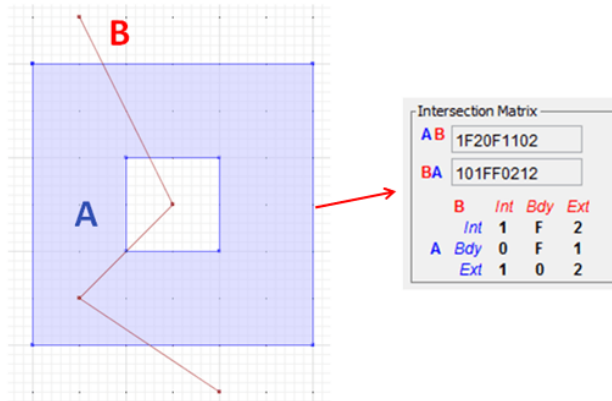 B
A
Intersection Matrix
AB 1F20F1102
BA 101FF0212
B Int Bdy Ext
Int 1 F 2
A Bdy 0 F 1
Ext 1 0 2